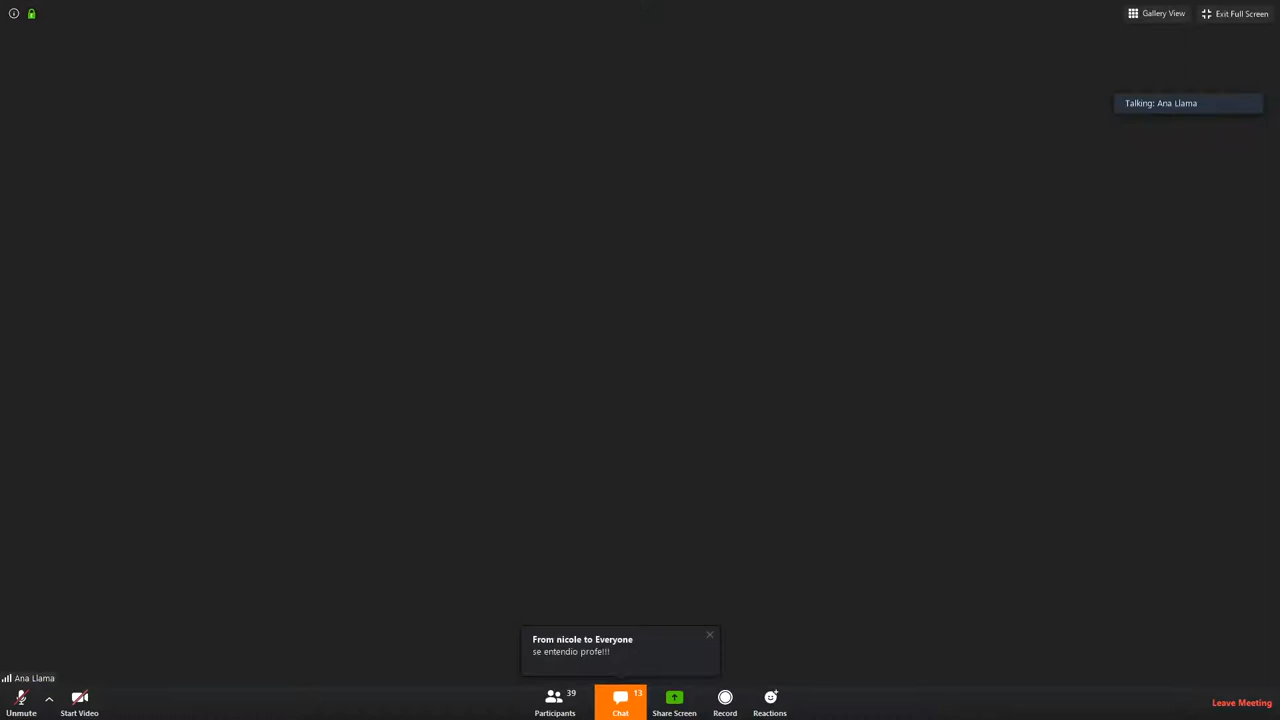 Gallery View
Exit Full Screen
Talking: Ana Llama
From nicole to Everyone
se entendio profe!!!
Ana Llama
Unmute
Start Video
39
Participants
13
Chat
Share Screen
Record
Reactions
Leave Meeting